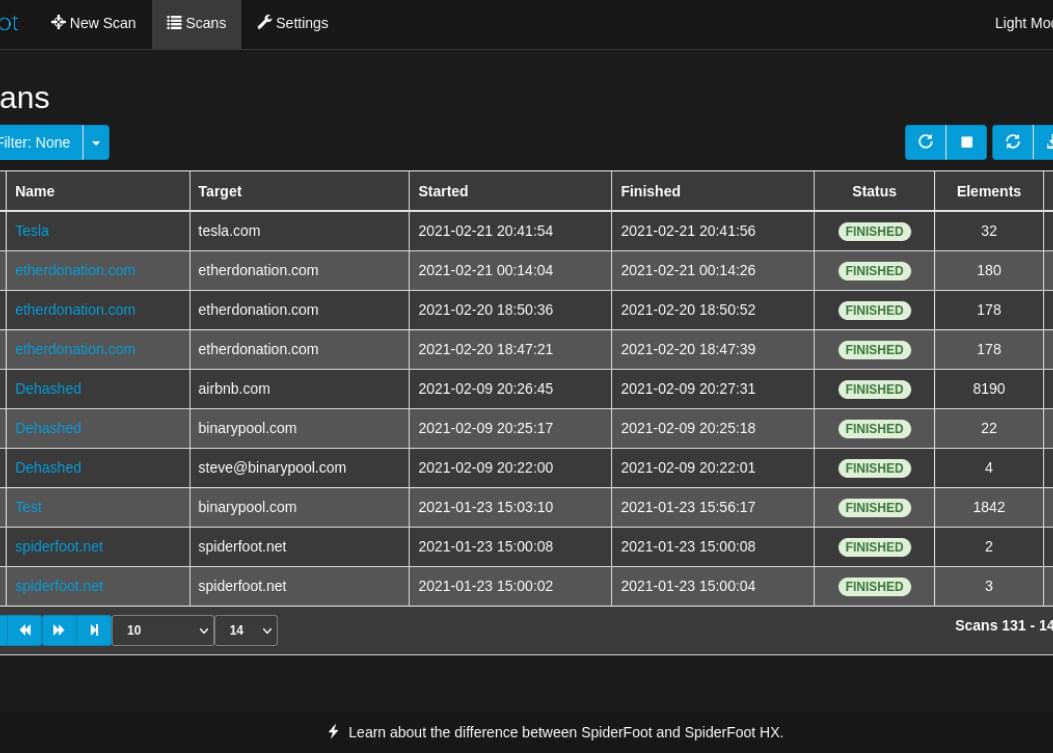 ot New Scan Scans Settings Light Mo
ans
Filter: None
Name Target Started Finished Status Elements
Tesla tesla.com 2021-02-21 20:41:54 2021-02-21 20:41:56 FINISHED 32
etherdonation.com etherdonation.com 2021-02-21 00:14:04 2021-02-21 00:14:26 FINISHED 180
etherdonation.com etherdonation.com 2021-02-20 18:50:36 2021-02-20 18:50:52 FINISHED 178
etherdonation.com etherdonation.com 2021-02-20 18:47:21 2021-02-20 18:47:39 FINISHED 178
Dehashed airbnb.com 2021-02-09 20:26:45 2021-02-09 20:27:31 FINISHED 8190
Dehashed binarypool.com 2021-02-09 20:25:17 2021-02-09 20:25:18 FINISHED 22
Dehashed steve@binarypool.com 2021-02-09 20:22:00 2021-02-09 20:22:01 FINISHED 4
Test binarypool.com 2021-01-23 15:03:10 2021-01-23 15:56:17 FINISHED 1842
spiderfoot.net spiderfoot.net 2021-01-23 15:00:08 2021-01-23 15:00:08 FINISHED 2
spiderfoot.net spiderfoot.net 2021-01-23 15:00:02 2021-01-23 15:00:04 FINISHED 3
10 14 Scans 131 - 14
Learn about the difference between SpiderFoot and SpiderFoot HX.